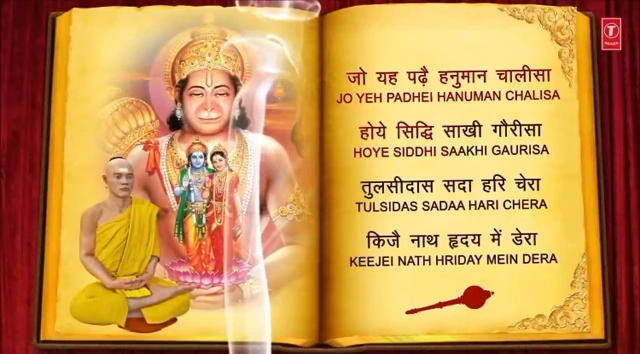 जो यह पढ़ै हनुमान चालीसा
JO YEH PADHEI HANUMAN CHALISA
होये सिद्धि साखी गौरीसा
HOYE SIDDHI SAAKHI GAURISA
तुलसीदास सदा हरि चेरा
TULSIDAS SADAA HARI CHERA
किजै नाथ हृदय में डेरा
KEEJEI NATH HRIDAY MEIN DERA
T-SERIES